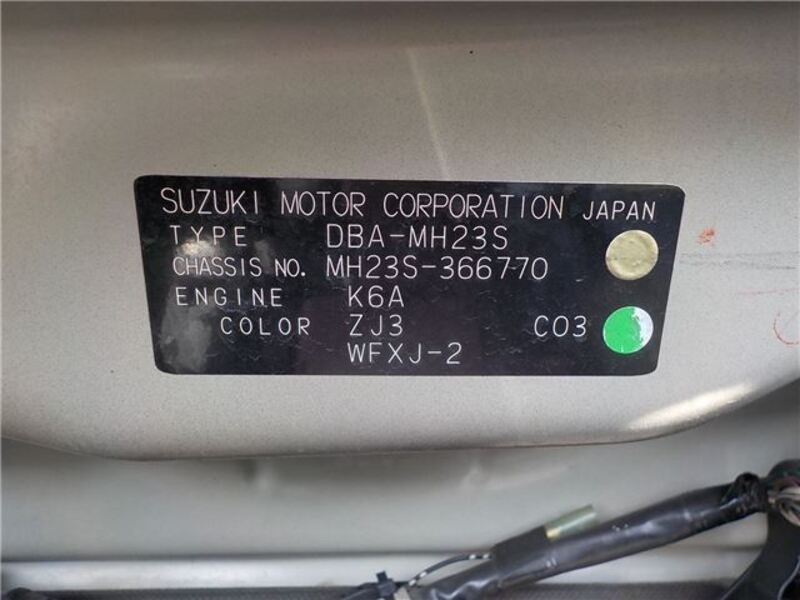 SUZUKI MOTOR CORPORATION JAPAN
TYPE DBA-MH23S
CHASSIS NO. MH23S-366770
ENGINE K6A
COLOR ZJ3 C03
WFXJ-2